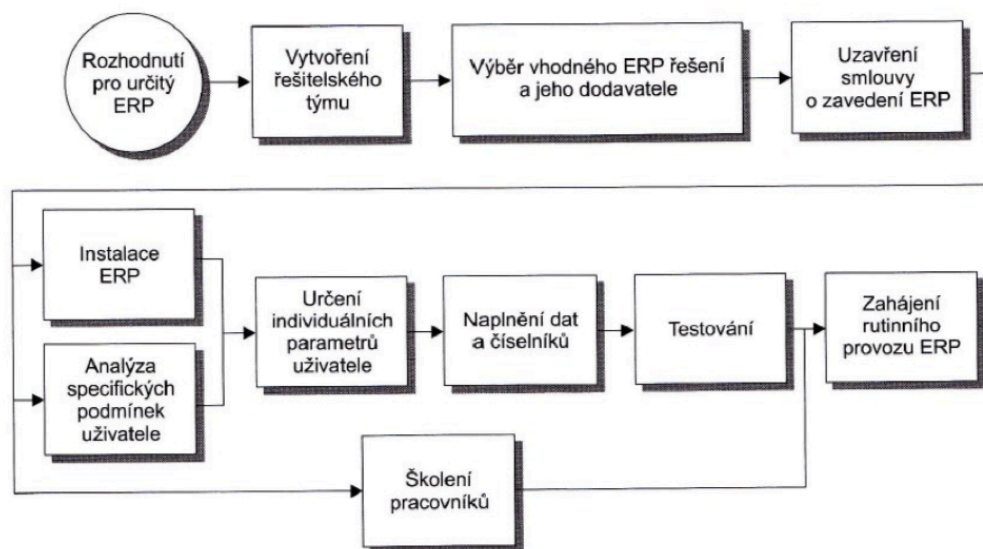 Rozhodnutí
pro určitý
ERP
Vytvoření
řešitelského
týmu
Výběr vhodného ERP řešení
a jeho dodavatele
Uzavření
smlouvy
o zavedení ERP
Instalace
ERP
Analýza
specifických
podmínek
uživatele
Určení
individuálních
parametrů
uživatele
Naplnění dat
a číselníků
Testování
Zahájení
rutinního
provozu ERP
Školení
pracovníků